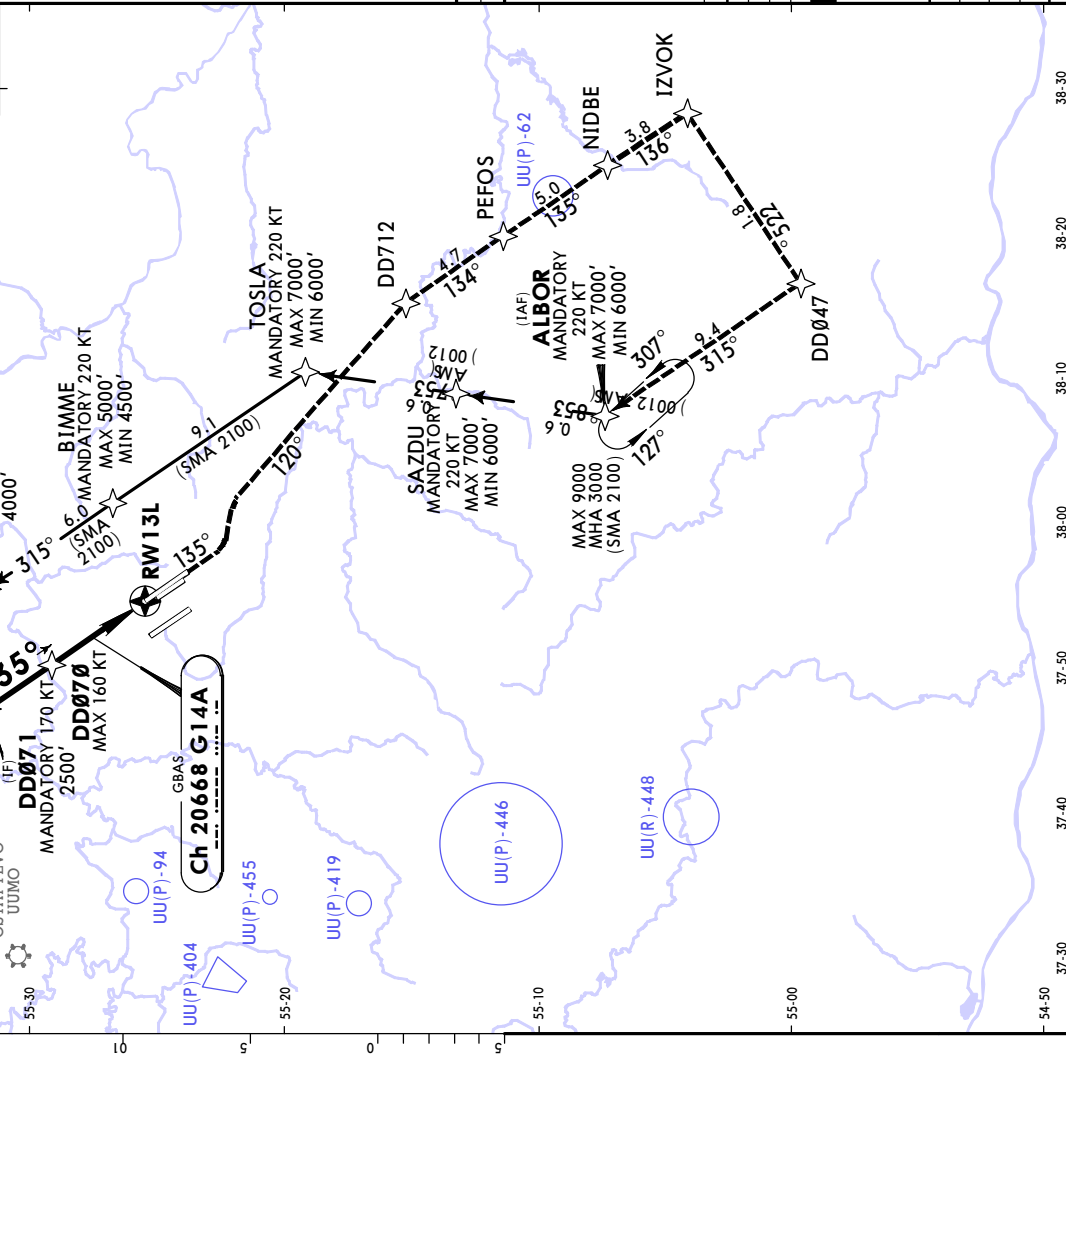 4000'
315°
6.0
(SMA
2100)
BIMME
MANDATORY 220 KT
MAX 5000'
MIN 4500'
9.1
(SMA 2100)
TOSLA
MANDATORY 220 KT
MAX 7000'
MIN 6000'
RW13L
135°
120°
DD712
4.7
134°
PEFOS
UU(P)-62
5.0
135°
NIDBE
3.8
136°
IZVOK
8.1
225°
DDØ47
9.4
315°
(IAF)
ALBOR
MANDATORY
220 KT
MAX 7000'
MIN 6000'
307°
127°
MAX 9000
MHA 3000
(SMA 2100)
SAZDU
MANDATORY
220 KT
MAX 7000'
MIN 6000'
35°
(IF)
DDØ71
MANDATORY 170 KT
2500'
DDØ7Ø
MAX 160 KT
GBAS
Ch 20668 G14A
UUMO
UU(P)-94
UU(P)-455
UU(P)-419
UU(P)-404
UU(P)-446
UU(R)-448
55-30
55-20
55-10
55-00
54-50
38-30
38-20
38-10
38-00
37-50
37-40
37-30
10
5
0
5